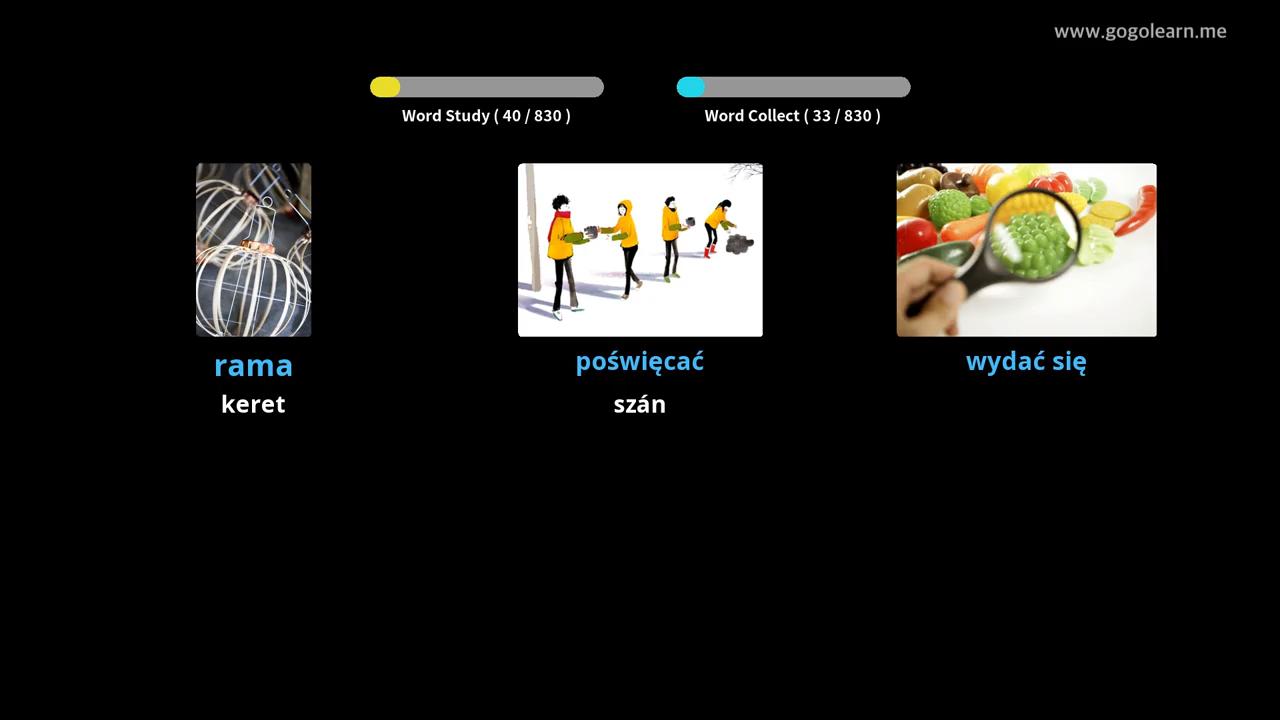 www.gogolearn.me
Word Study ( 40 / 830 )
Word Collect ( 33 / 830 )
rama
poświęcać
wydać się
keret
szán